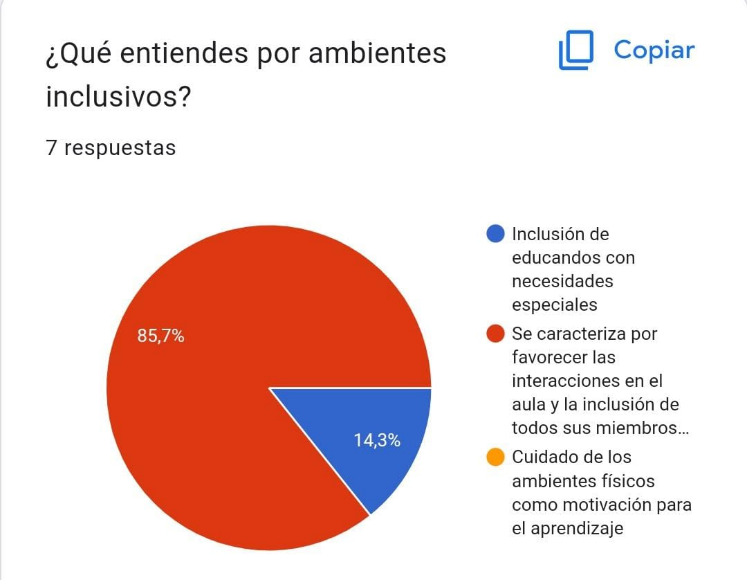 ¿Qué entiendes por ambientes
inclusivos?
Copiar
7 respuestas
85,7%
14,3%
Inclusión de
educandos con
necesidades
especiales
Se caracteriza por
favorecer las
interacciones en el
aula y la inclusión de
todos sus miembros...
Cuidado de los
ambientes físicos
como motivación para
el aprendizaje